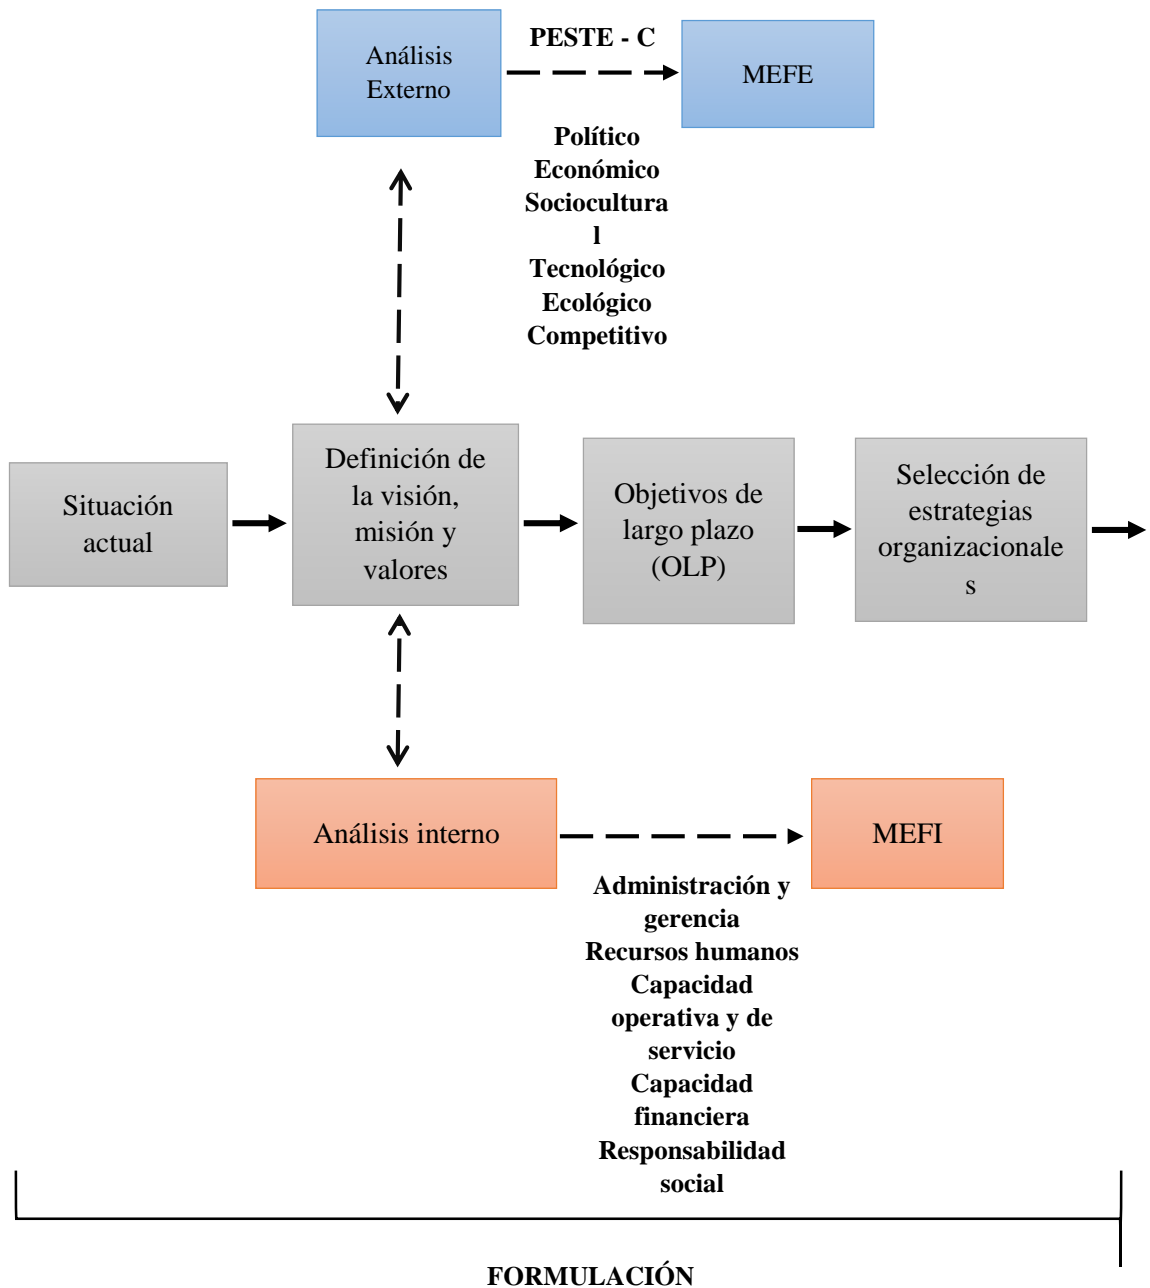 Análisis
Externo
PESTE - C
MEFE
Político
Económico
Sociocultura
l
Tecnológico
Ecológico
Competitivo
Situación
actual
Definición de
la visión,
misión y
valores
Objetivos de
largo plazo
(OLP)
Selección de
estrategias
organizacionale
s
Análisis interno
MEFI
Administración y
gerencia
Recursos humanos
Capacidad
operativa y de
servicio
Capacidad
financiera
Responsabilidad
social
FORMULACIÓN